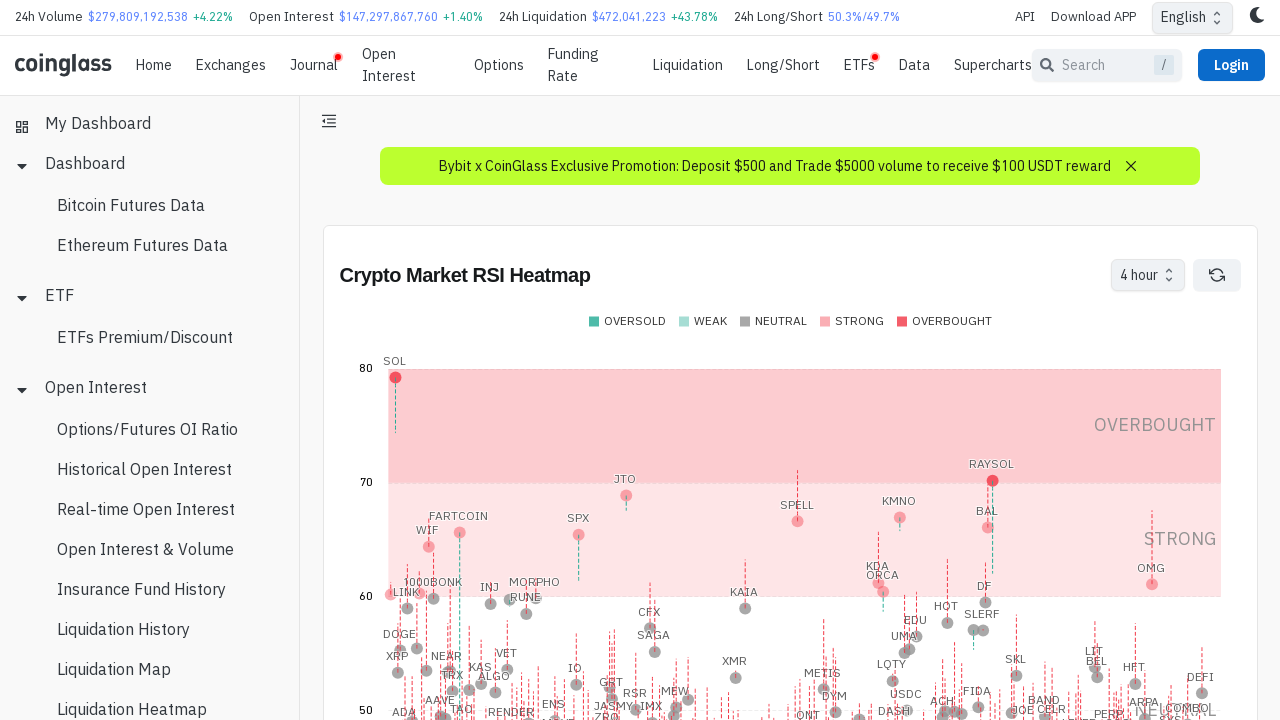 24h Volume $279,809,192,538 +4.22% Open Interest $147,297,867,760 +1.40% 24h Liquidation $472,041,223 +43.78% 24h Long/Short 50.3%/49.7% API Download APP English
coinglass Home Exchanges Journal Open Interest Options Funding Rate Liquidation Long/Short ETFs Data Supercharts Search / Login
My Dashboard
Dashboard
Bitcoin Futures Data
Ethereum Futures Data
ETF
ETFs Premium/Discount
Open Interest
Options/Futures OI Ratio
Historical Open Interest
Real-time Open Interest
Open Interest & Volume
Insurance Fund History
Liquidation History
Liquidation Map
Liquidation Heatmap
Bybit x CoinGlass Exclusive Promotion: Deposit $500 and Trade $5000 volume to receive $100 USDT reward
Crypto Market RSI Heatmap 4 hour
OVERSOLD WEAK NEUTRAL STRONG OVERBOUGHT
80 SOL
OVERBOUGHT
70 RAYSOL
JTO
SPELL KMNO
FARTCOIN SPX BAL
WIF
STRONG
KDA OMG
ORCA
1000BONK MORPHO
LINK INJ KAIA DF
60 RUNE
CFX HOT SLERF
EDU
DOGE SAGA UMA
XRP NEAR VET XMR LIT
BEL
TRX KAS IO LQTY SKL HFT
ALGO METIS DEFI
GRT
AAVE RSR MEW DYM USDC FIDA
ENS JASMY IMX ACH BAND ARPA
50 ADA TAO RENDER ZRO ONT DASH JOE CELR PERP COMBO
NEUTRAL